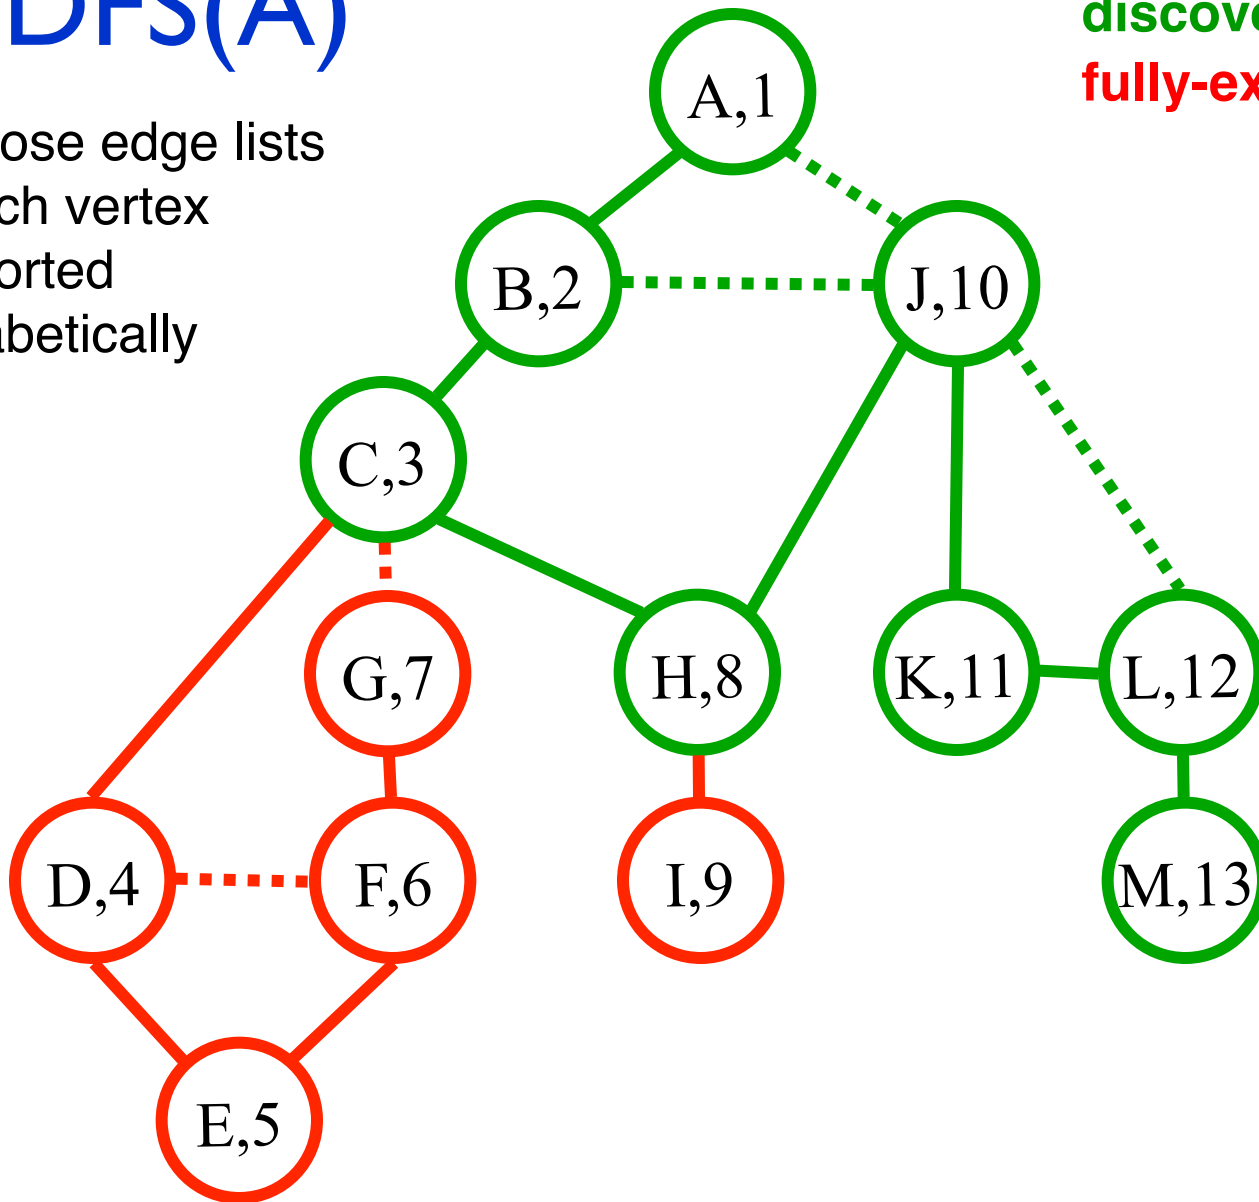 DFS(A)
discove
fully-ex
ose edge lists
ch vertex
orted
abetically
A,1
B,2
J,10
C,3
G,7
H,8
K,11
L,12
D,4
F,6
I,9
M,13
E,5